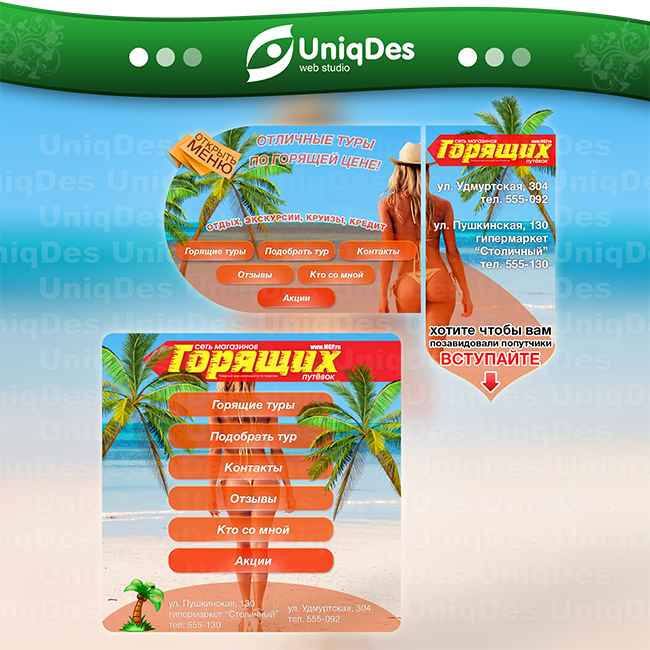 UniqDes
web studio
ОТКРЫТЬ
МЕНЮ
ОТЛИЧНЫЕ ТУРЫ
ПО ГОРЯЩЕЙ ЦЕНЕ!
ОТДЫХ, ЭКСКУРСИИ, КРУИЗЫ, КРЕДИТ
Горящие туры
Подобрать тур
Контакты
Отзывы
Кто со мной
Акции
сеть магазинов
www.MGP.ru
Горящих
путёвок
ул. Удмуртская, 304
тел. 555-092
ул. Пушкинская, 130
гипермаркет
"Столичный"
тел. 555-130
хотите чтобы вам
позавидовали попутчики
ВСТУПАЙТЕ
сеть магазинов
www.MGP.ru
Горящих
путёвок
Горящие туры
Подобрать тур
Контакты
Отзывы
Кто со мной
Акции
ул. Пушкинская, 130
гипермаркет "Столичный"
тел. 555-130
ул. Удмуртская, 304
тел. 555-092